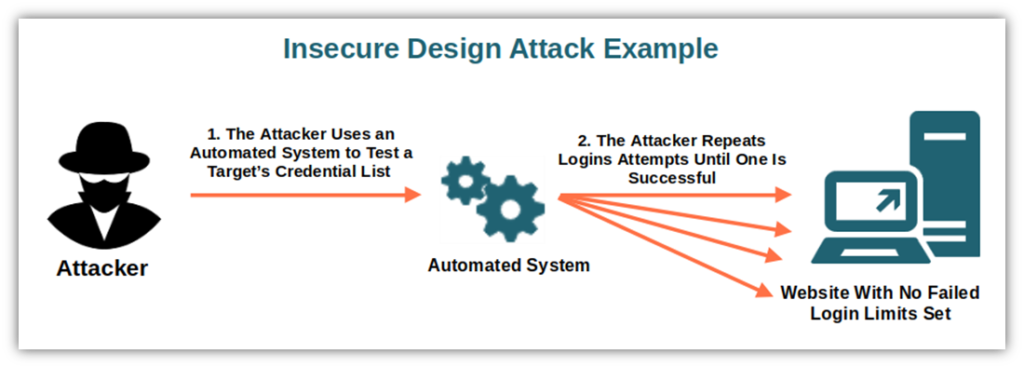 Insecure Design Attack Example
1. The Attacker Uses an
Automated System to Test a
Target's Credential List
2. The Attacker Repeats
Logins Attempts Until One Is
Successful
Attacker
Automated System
Website With No Failed
Login Limits Set